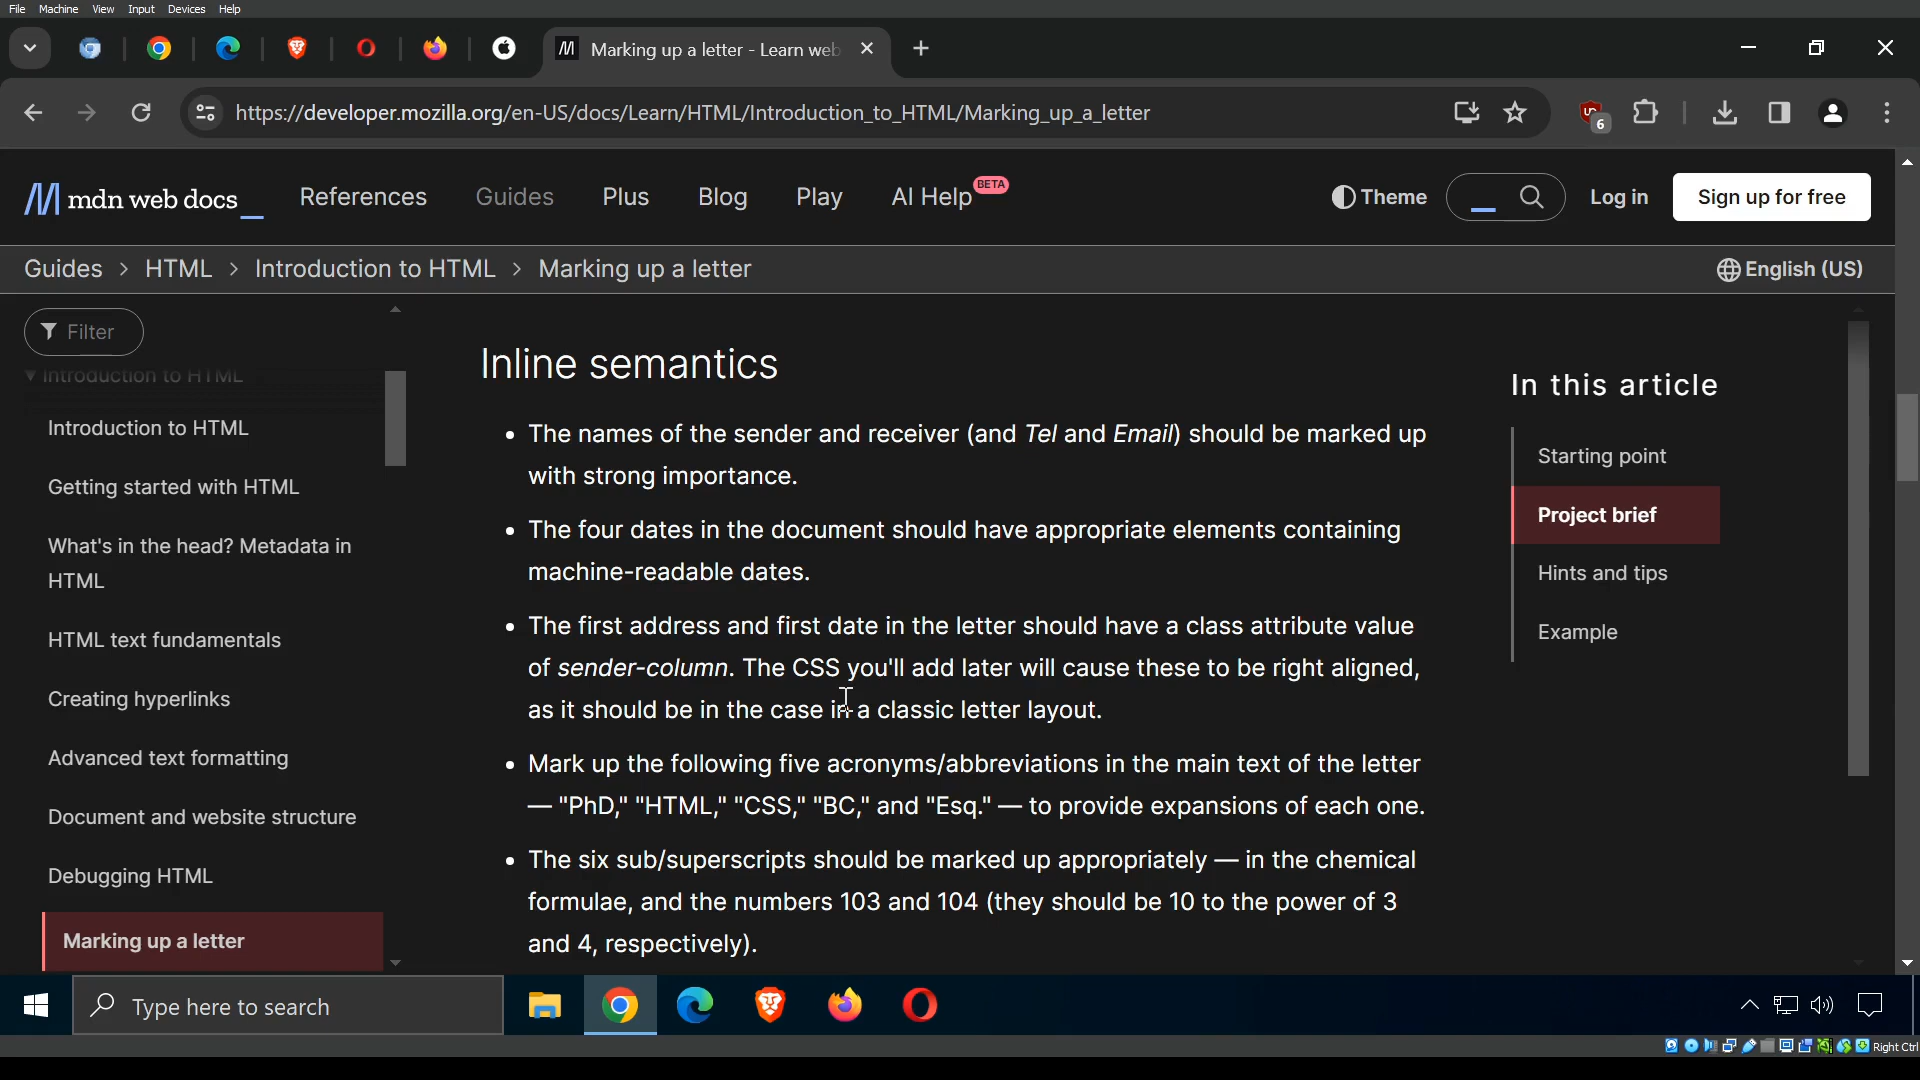 File Machine View Input Devices Help
Marking up a letter - Learn web
https://developer.mozilla.org/en-US/docs/Learn/HTML/Introduction_to_HTML/Marking_up_a_letter
6
mdn web docs_
References Guides Plus Blog Play AI Help BETA
Theme
Log in
Sign up for free
Guides > HTML > Introduction to HTML > Marking up a letter
English (US)
Filter
Introduction to HTML
Introduction to HTML
Getting started with HTML
What's in the head? Metadata in
HTML
HTML text fundamentals
Creating hyperlinks
Advanced text formatting
Document and website structure
Debugging HTML
Marking up a letter
Inline semantics
• The names of the sender and receiver (and Tel and Email) should be marked up
with strong importance.
• The four dates in the document should have appropriate elements containing
machine-readable dates.
• The first address and first date in the letter should have a class attribute value
of sender-column. The CSS you'll add later will cause these to be right aligned,
as it should be in the case in a classic letter layout.
• Mark up the following five acronyms/abbreviations in the main text of the letter
— "PhD," "HTML," "CSS," "BC," and "Esq." — to provide expansions of each one.
• The six sub/superscripts should be marked up appropriately — in the chemical
formulae, and the numbers 103 and 104 (they should be 10 to the power of 3
and 4, respectively).
In this article
Starting point
Project brief
Hints and tips
Example
Type here to search
Right Ctrl